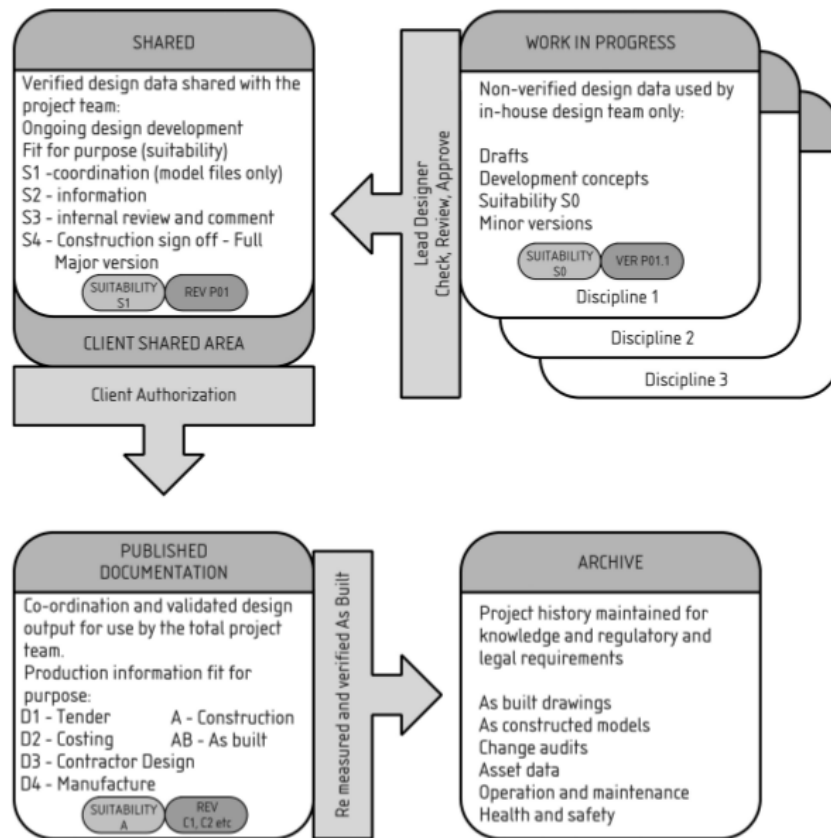 SHARED
Verified design data shared with the
project team:
Ongoing design development
Fit for purpose (suitability)
S1 -coordination (model files only)
S2 - information
S3 - internal review and comment
S4 - Construction sign off - Full
Major version
SUITABILITY
S1
REV P01
CLIENT SHARED AREA
Client Authorization
Lead Designer
Check, Review, Approve
WORK IN PROGRESS
Non-verified design data used by
in-house design team only:
Drafts
Development concepts
Suitability S0
Minor versions
SUITABILITY
S0
VER P01.1
Discipline 1
Discipline 2
Discipline 3
PUBLISHED
DOCUMENTATION
Co-ordination and validated design
output for use by the total project
team.
Production information fit for
purpose:
D1 - Tender A - Construction
D2 - Costing AB - As built
D3 - Contractor Design
D4 - Manufacture
SUITABILITY
A
REV
C1, C2 etc
Re measured and verified As Built
ARCHIVE
Project history maintained for
knowledge and regulatory and
legal requirements
As built drawings
As constructed models
Change audits
Asset data
Operation and maintenance
Health and safety